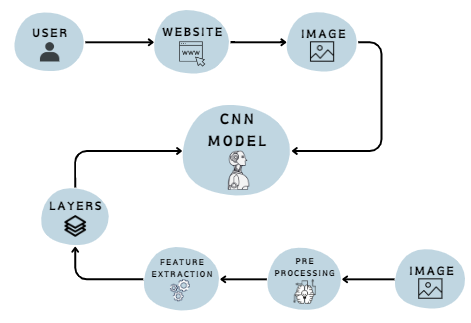 USER
WEBSITE
WWW
IMAGE
CNN
MODEL
LAYERS
FEATURE
EXTRACTION
PRE
PROCESSING
IMAGE